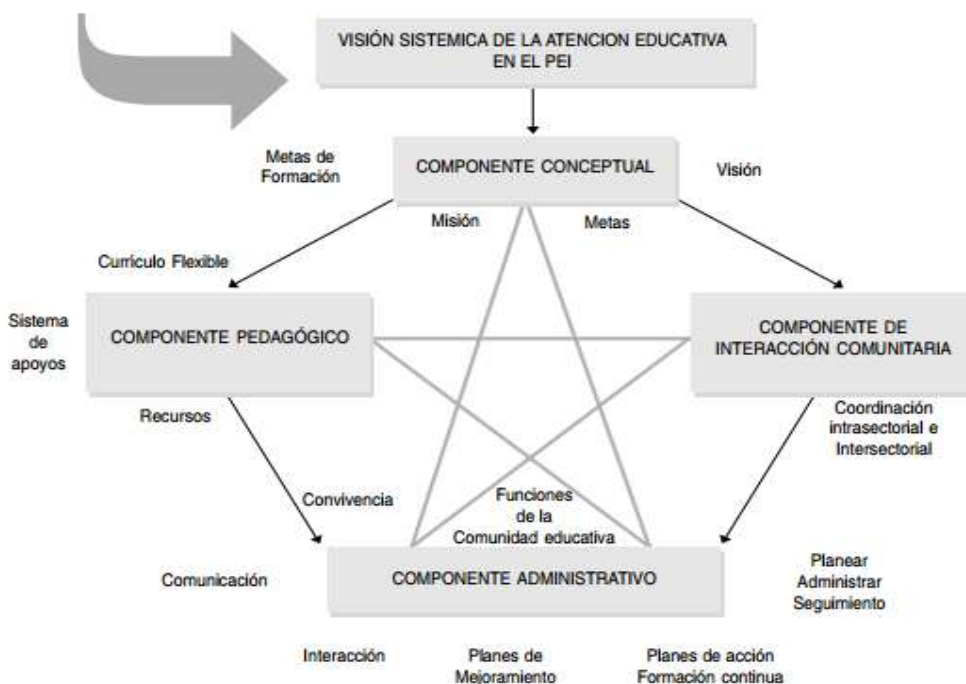 VISIÓN SISTEMICA DE LA ATENCION EDUCATIVA
EN EL PEI
Metas de
Formación
COMPONENTE CONCEPTUAL
Visión
Misión
Metas
Currículo Flexible
Sistema
de
apoyos
COMPONENTE PEDAGÓGICO
COMPONENTE DE
INTERACCIÓN COMUNITARIA
Recursos
Coordinación
intrasectorial e
Intersectorial
Convivencia
Funciones
de la
Comunidad educativa
Comunicación
COMPONENTE ADMINISTRATIVO
Planear
Administrar
Seguimiento
Interacción
Planes de
Mejoramiento
Planes de acción
Formación continua